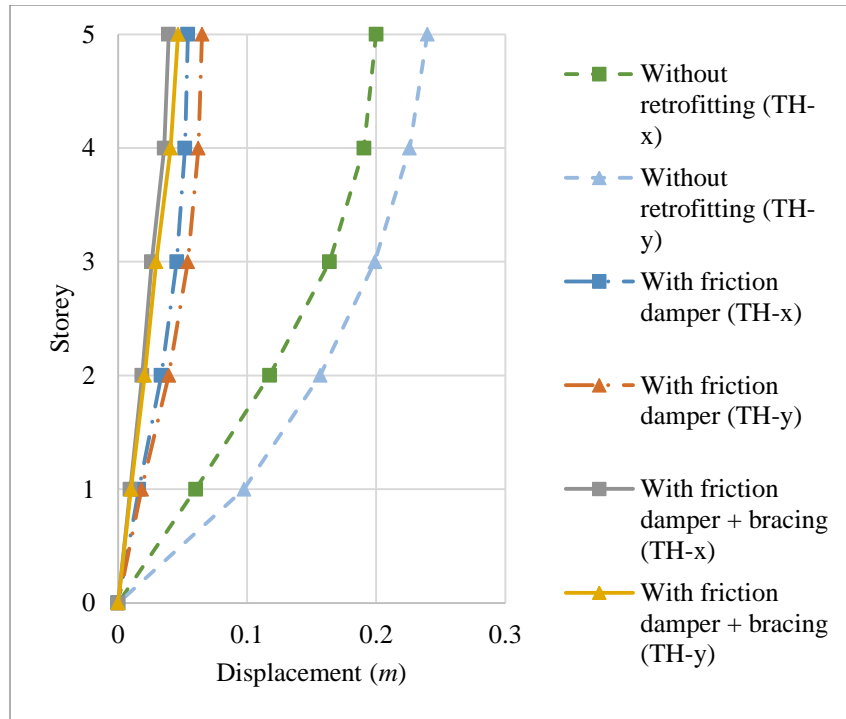 5
4
3
2
1
0
Storey
0
0.1
0.2
0.3
Displacement (m)
Without
retrofitting (TH-
x)
Without
retrofitting (TH-
y)
With friction
damper (TH-x)
With friction
damper (TH-y)
With friction
damper + bracing
(TH-x)
With friction
damper + bracing
(TH-y)